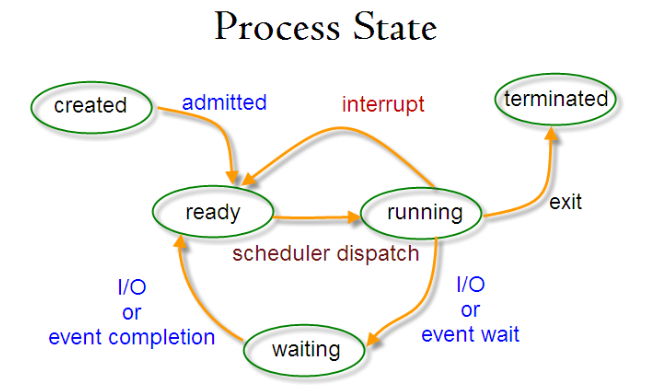 Process State
created
admitted
interrupt
terminated
ready
running
exit
scheduler dispatch
I/O
or
event completion
I/O
or
event wait
waiting